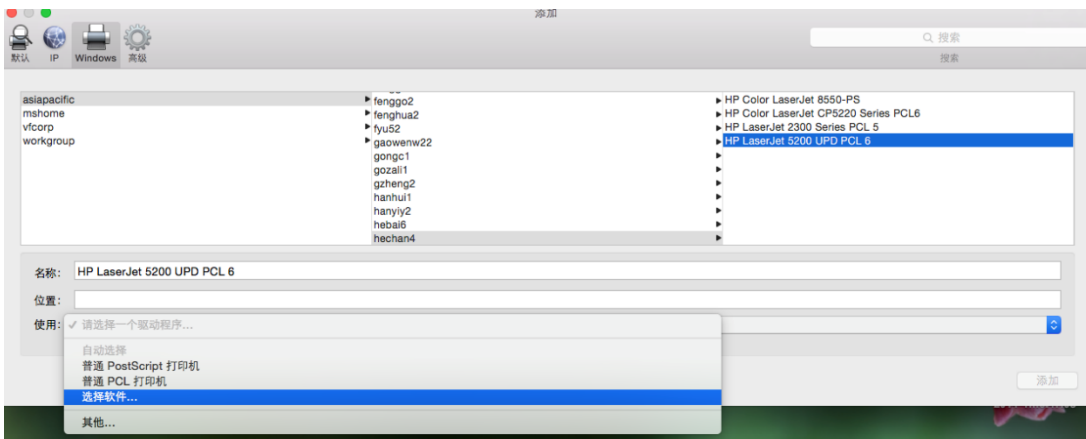 添加
默认 IP Windows 高级
搜索
搜索
asiapacific
mshome
vfcorp
workgroup
fenggo2
fenghua2
fyu52
gaowenw22
gongc1
gozali1
gzheng2
hanhui1
hanyiy2
hebai6
hechan4
HP Color LaserJet 8550-PS
HP Color LaserJet CP5220 Series PCL6
HP LaserJet 2300 Series PCL 5
HP LaserJet 5200 UPD PCL 6
名称: HP LaserJet 5200 UPD PCL 6
位置:
使用: ✓ 请选择一个驱动程序...
自动选择
普通 PostScript 打印机
普通 PCL 打印机
选择软件...
其他...
添加